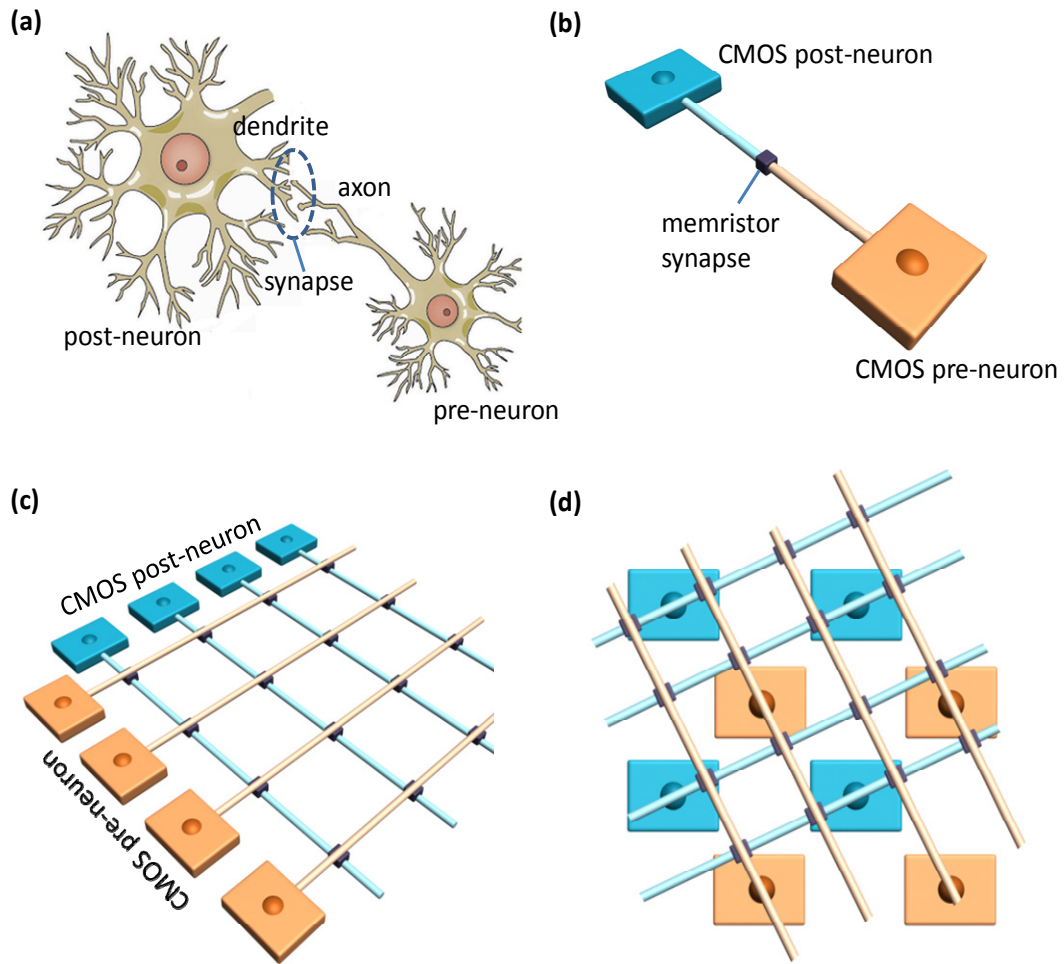 (a)
dendrite
axon
synapse
post-neuron
pre-neuron
(b)
CMOS post-neuron
memristor
synapse
CMOS pre-neuron
(c)
CMOS post-neuron
CMOS pre-neuron
(d)